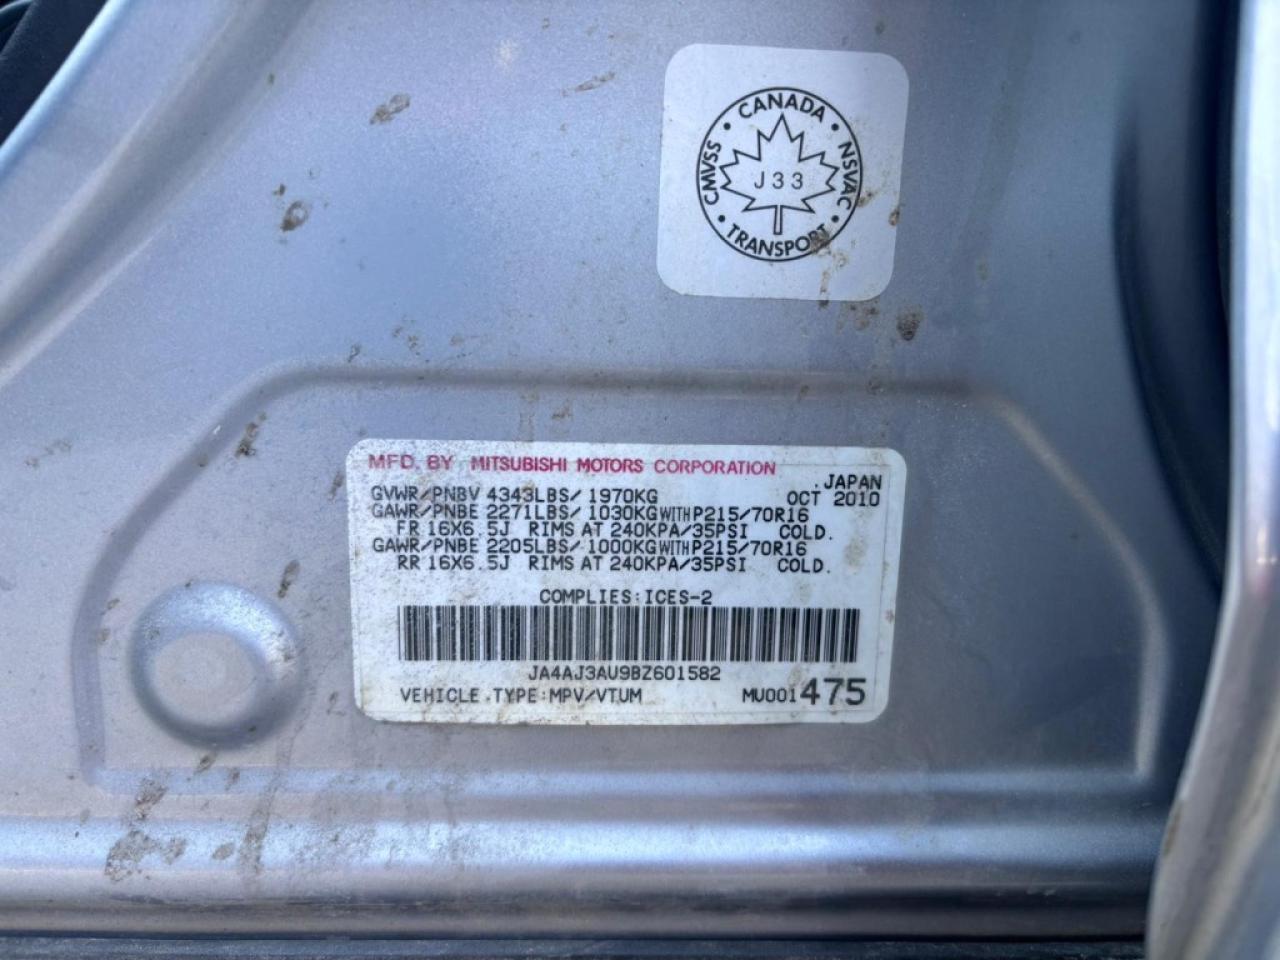 CANADA
CMVSS
NSVAC
J33
TRANSPORT
MFD. BY MITSUBISHI MOTORS CORPORATION
JAPAN
GVWR/PNBV 4343LBS/1970KG OCT 2010
GAWR/PNBE 2271LBS/1030KG WITH P215/70R16
FR 16X6.5J RIMS AT 240KPA/35PSI COLD.
GAWR/PNBE 2205LBS/1000KG WITH P215/70R16
RR 16X6.5J RIMS AT 240KPA/35PSI COLD.
COMPLIES:ICES-2
JA4AJ3AU9BZ601582
VEHICLE.TYPE:MPV/VTUM MU001475